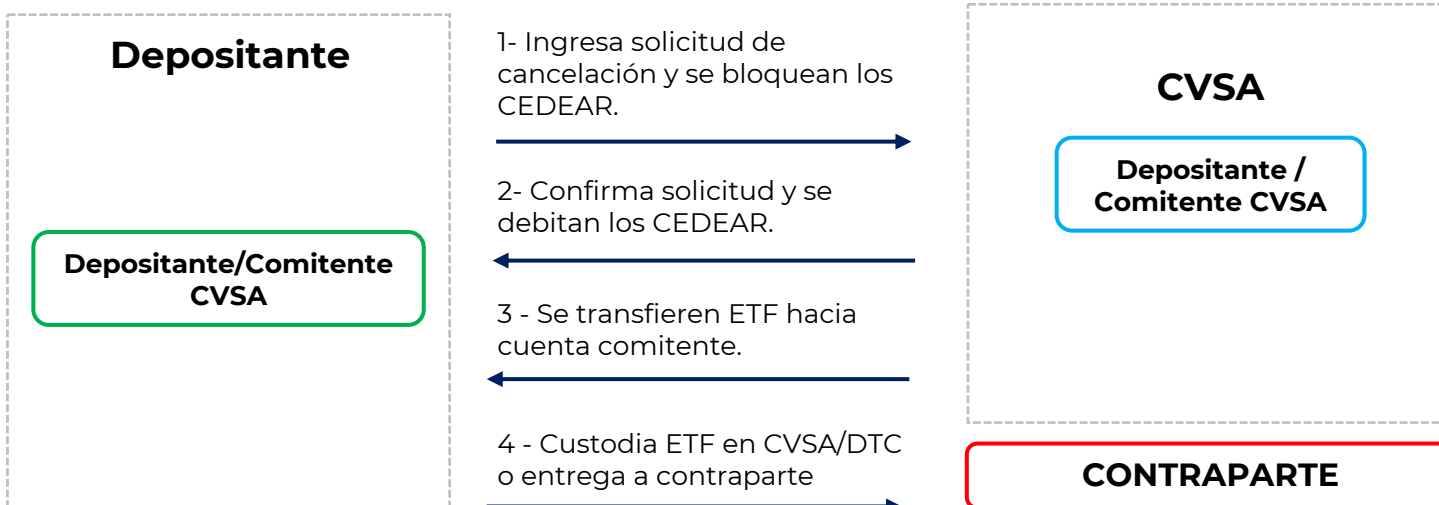 Depositante
Depositante/Comitente
CVSA
1- Ingresa solicitud de
cancelación y se bloquean los
CEDEAR.
2- Confirma solicitud y se
debitan los CEDEAR.
3 - Se transfieren ETF hacia
cuenta comitente.
4 - Custodia ETF en CVSA/DTC
o entrega a contraparte
CVSA
Depositante /
Comitente CVSA
CONTRAPARTE